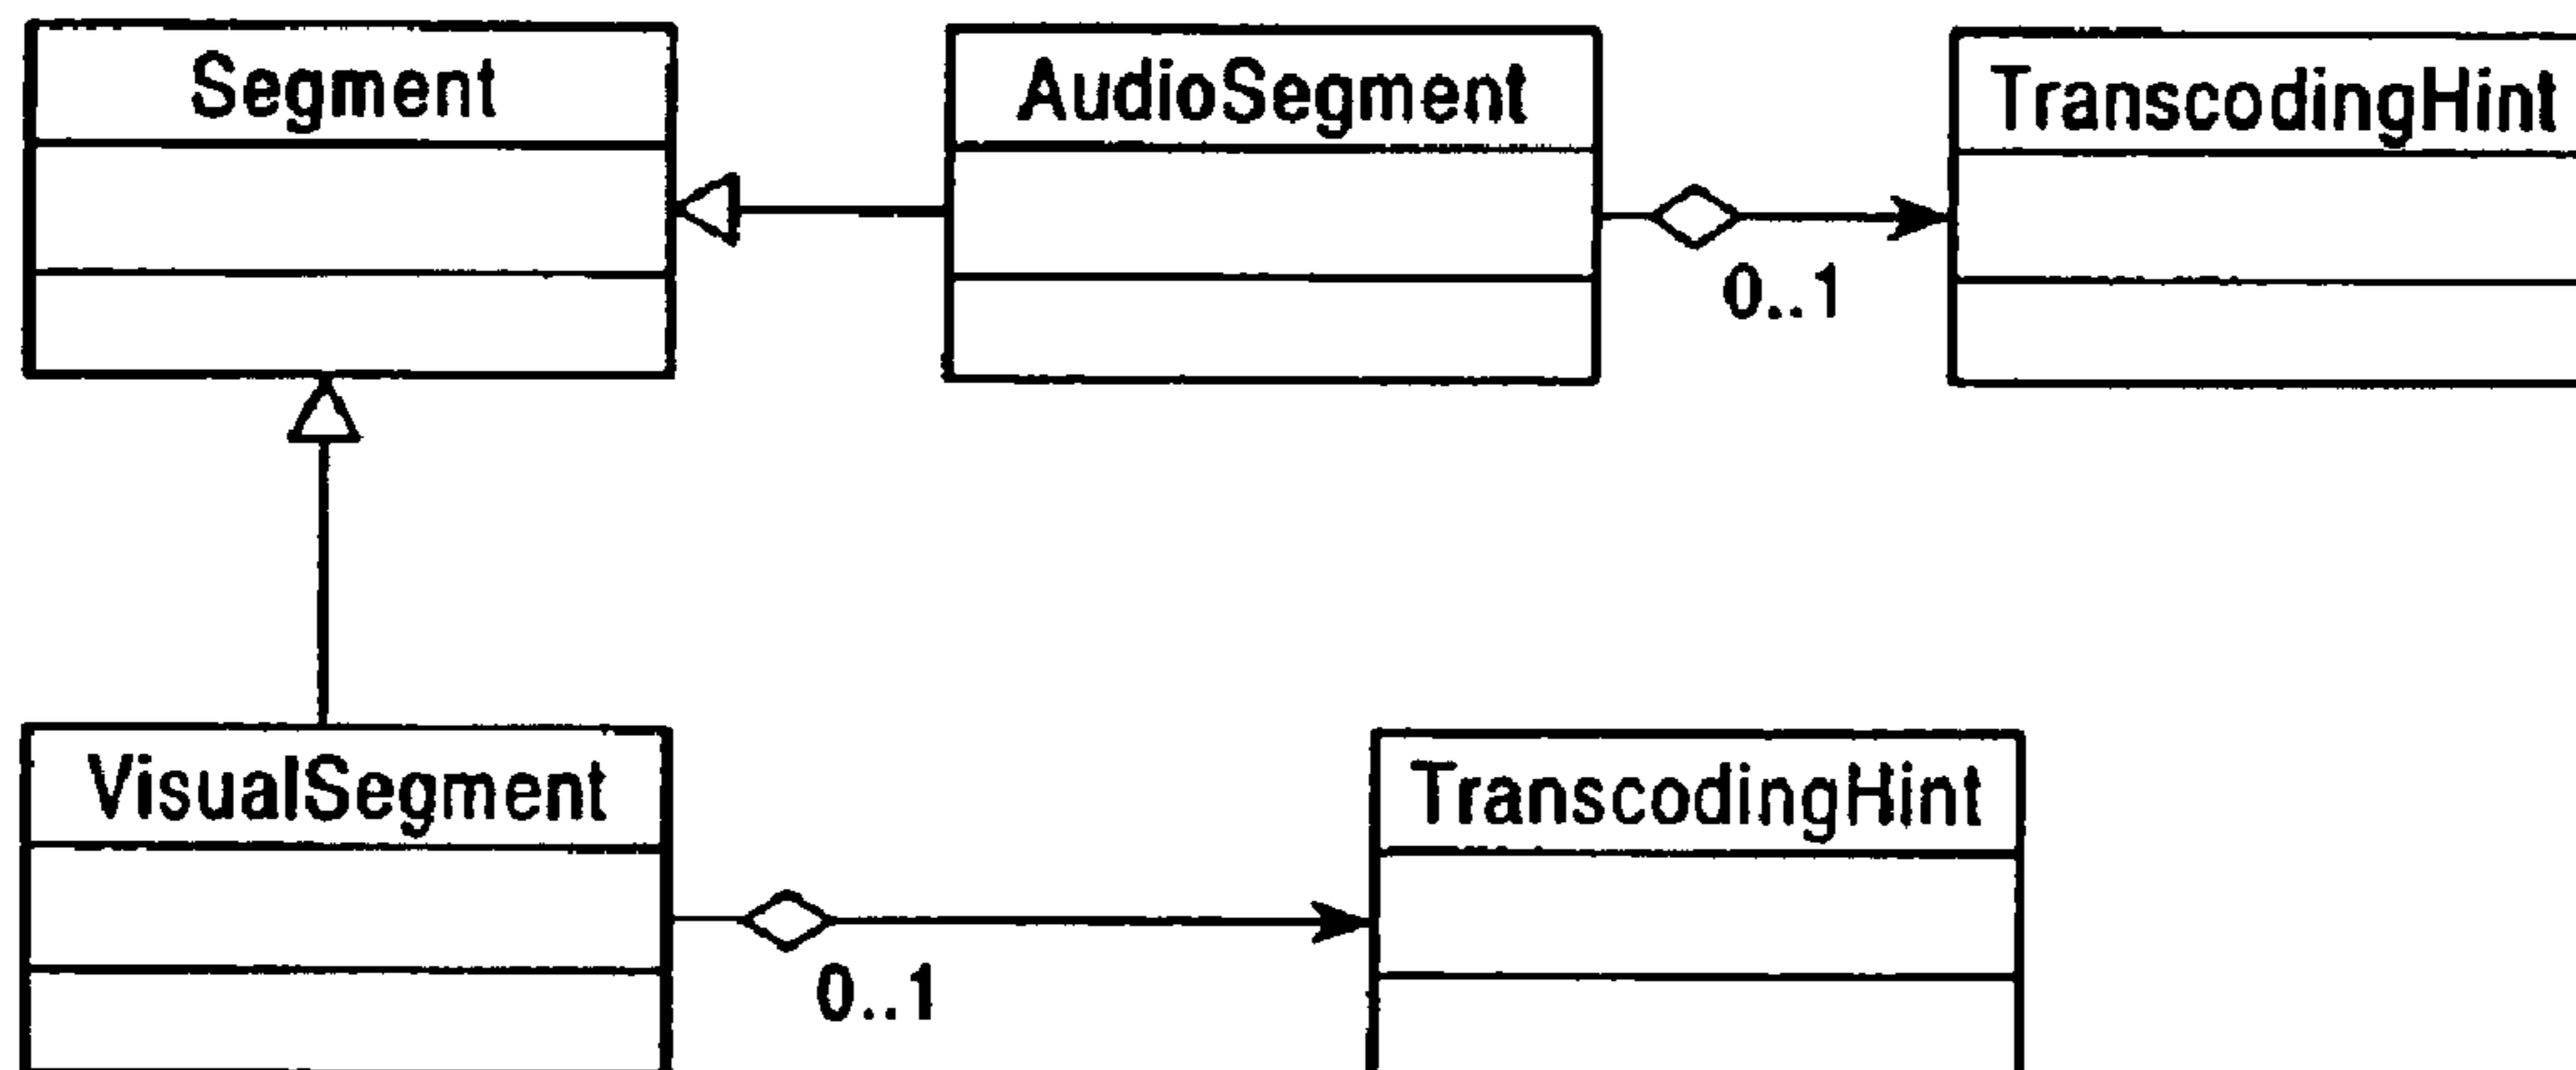 Segment
AudioSegment
TranscodingHint
0..1
VisualSegment
TranscodingHint
0..1